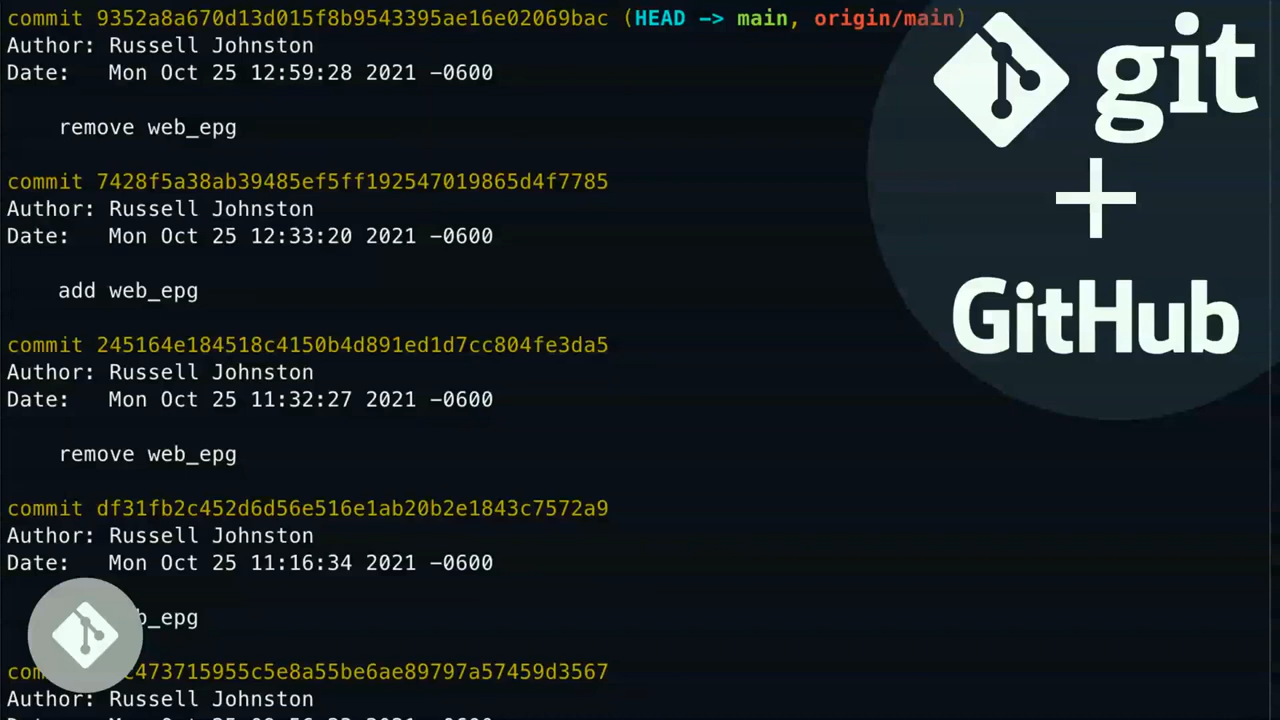 commit 9352a8a670d13d015f8b9543395ae16e02069bac (HEAD -> main, origin/main)
Author: Russell Johnston
Date:   Mon Oct 25 12:59:28 2021 -0600
remove web_epg
commit 7428f5a38ab39485ef5ff192547019865d4f7785
Author: Russell Johnston
Date:   Mon Oct 25 12:33:20 2021 -0600
add web_epg
commit 245164e184518c4150b4d891ed1d7cc804fe3da5
Author: Russell Johnston
Date:   Mon Oct 25 11:32:27 2021 -0600
remove web_epg
commit df31fb2c452d6d56e516e1ab20b2e1843c7572a9
Author: Russell Johnston
Date:   Mon Oct 25 11:16:34 2021 -0600
b_epg
com c473715955c5e8a55be6ae89797a57459d3567
Author: Russell Johnston
git
+
GitHub